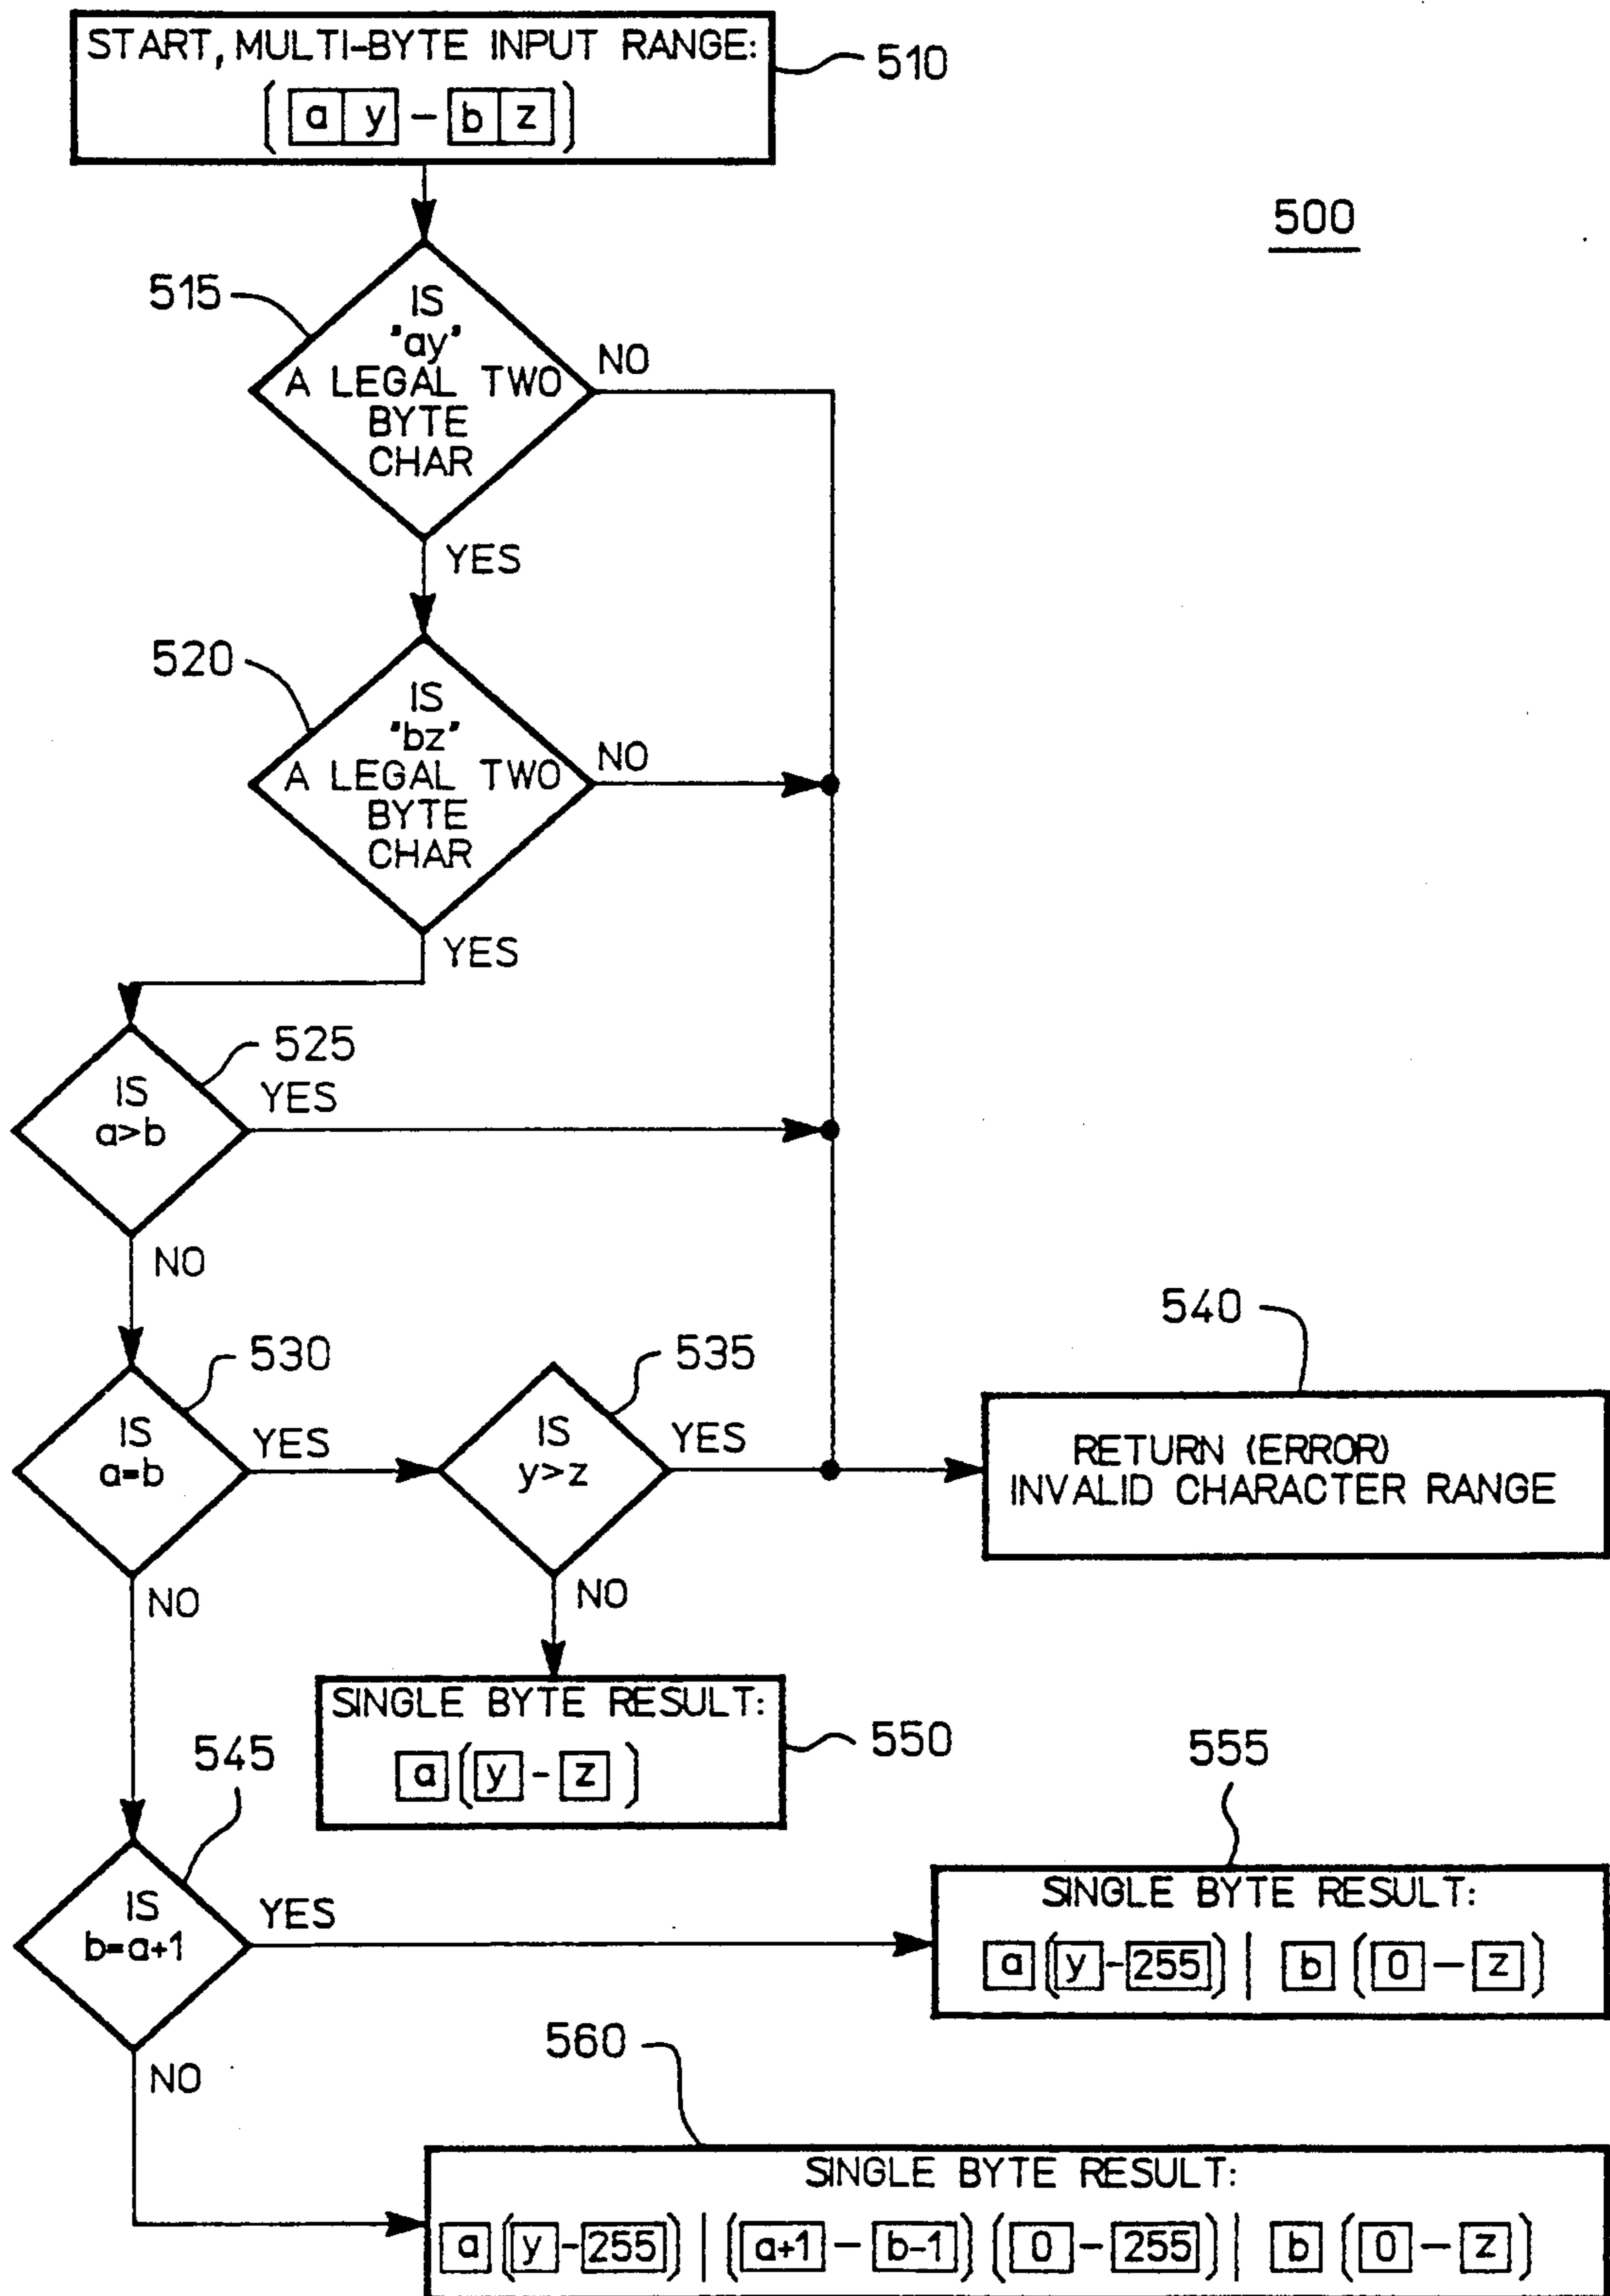 START, MULTI-BYTE INPUT RANGE:
(a y - b z)
510
500
515
IS
"ay"
A LEGAL TWO
BYTE
CHAR
NO
YES
520
IS
"bz"
A LEGAL TWO
BYTE
CHAR
NO
YES
525
IS
a>b
YES
NO
540
530
IS
a=b
YES
535
IS
y>z
YES
RETURN (ERROR)
INVALID CHARACTER RANGE
NO
NO
SINGLE BYTE RESULT:
a (y - z)
550
545
555
IS
b=a+1
YES
SINGLE BYTE RESULT:
a (y - 255) | b (0 - z)
NO
560
SINGLE BYTE RESULT:
a (y - 255) | (a+1 - b-1) (0 - 255) | b (0 - z)